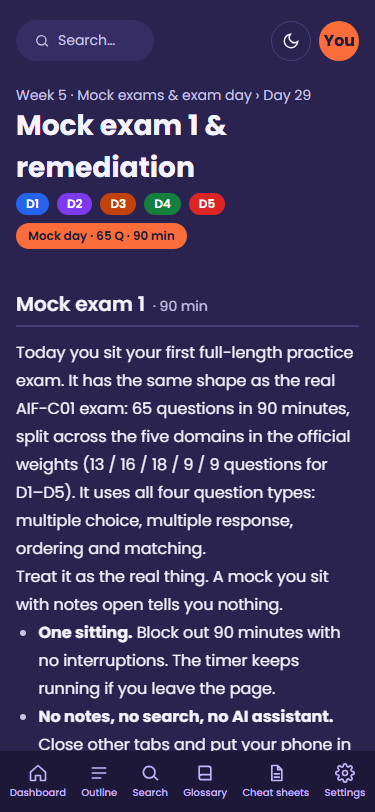 Search...
You
Week 5 · Mock exams & exam day › Day 29
Mock exam 1 &
remediation
D1 D2 D3 D4 D5
Mock day · 65 Q · 90 min
Mock exam 1 · 90 min
Today you sit your first full-length practice
exam. It has the same shape as the real
AIF-C01 exam: 65 questions in 90 minutes,
split across the five domains in the official
weights (13 / 16 / 18 / 9 / 9 questions for
D1–D5). It uses all four question types:
multiple choice, multiple response,
ordering and matching.
Treat it as the real thing. A mock you sit
with notes open tells you nothing.
• One sitting. Block out 90 minutes with
no interruptions. The timer keeps
running if you leave the page.
• No notes, no search, no AI assistant.
Close other tabs and put your phone in
Dashboard Outline Search Glossary Cheat sheets Settings